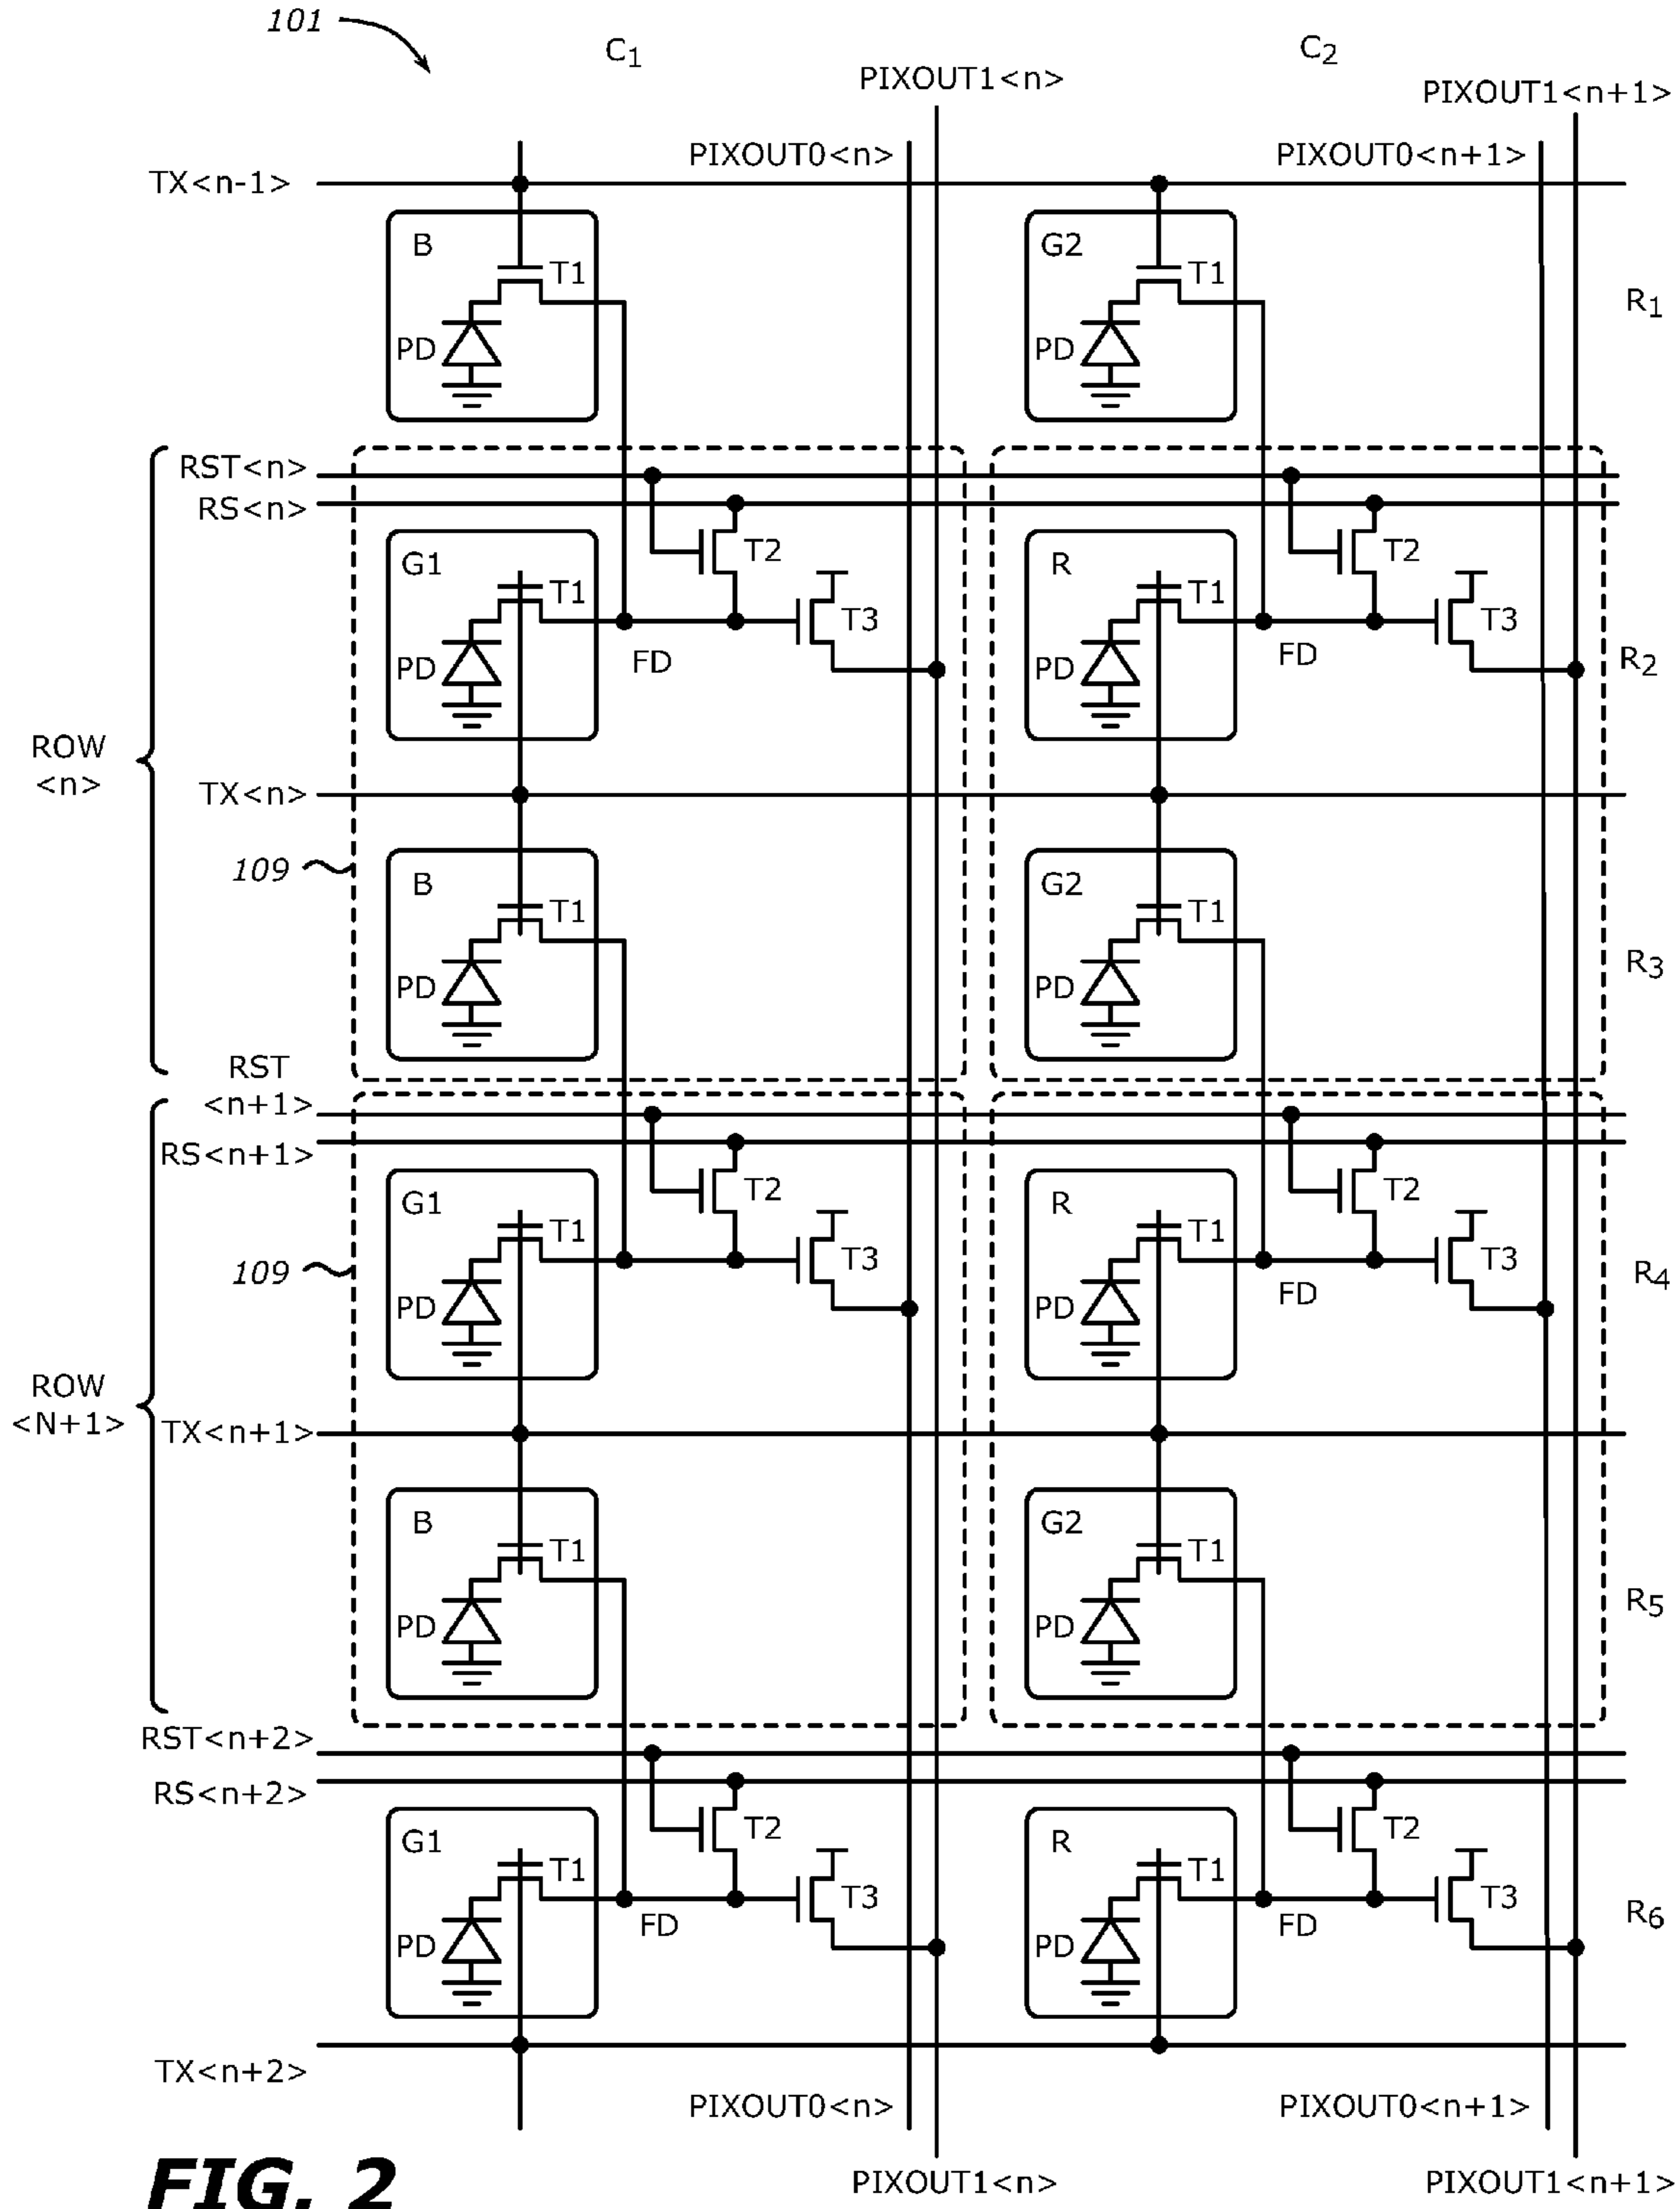 101
C1
C2
PIXOUT1<n>
PIXOUT1<n+1>
PIXOUT0<n>
PIXOUT0<n+1>
TX<n-1>
B
T1
PD
G2
T1
PD
R1
ROW
<n>
RST<n>
RS<n>
G1
T1
PD
FD
T2
T3
R
T1
PD
FD
T2
T3
R2
TX<n>
109
B
T1
PD
G2
T1
PD
R3
ROW
<N+1>
RST
<n+1>
RS<n+1>
G1
T1
PD
T2
T3
R
T1
PD
FD
T2
T3
R4
109
TX<n+1>
B
T1
PD
G2
T1
PD
R5
RST<n+2>
RS<n+2>
G1
T1
PD
FD
T2
T3
R
T1
PD
FD
T2
T3
R6
TX<n+2>
PIXOUT0<n>
PIXOUT0<n+1>
PIXOUT1<n>
PIXOUT1<n+1>
FIG. 2